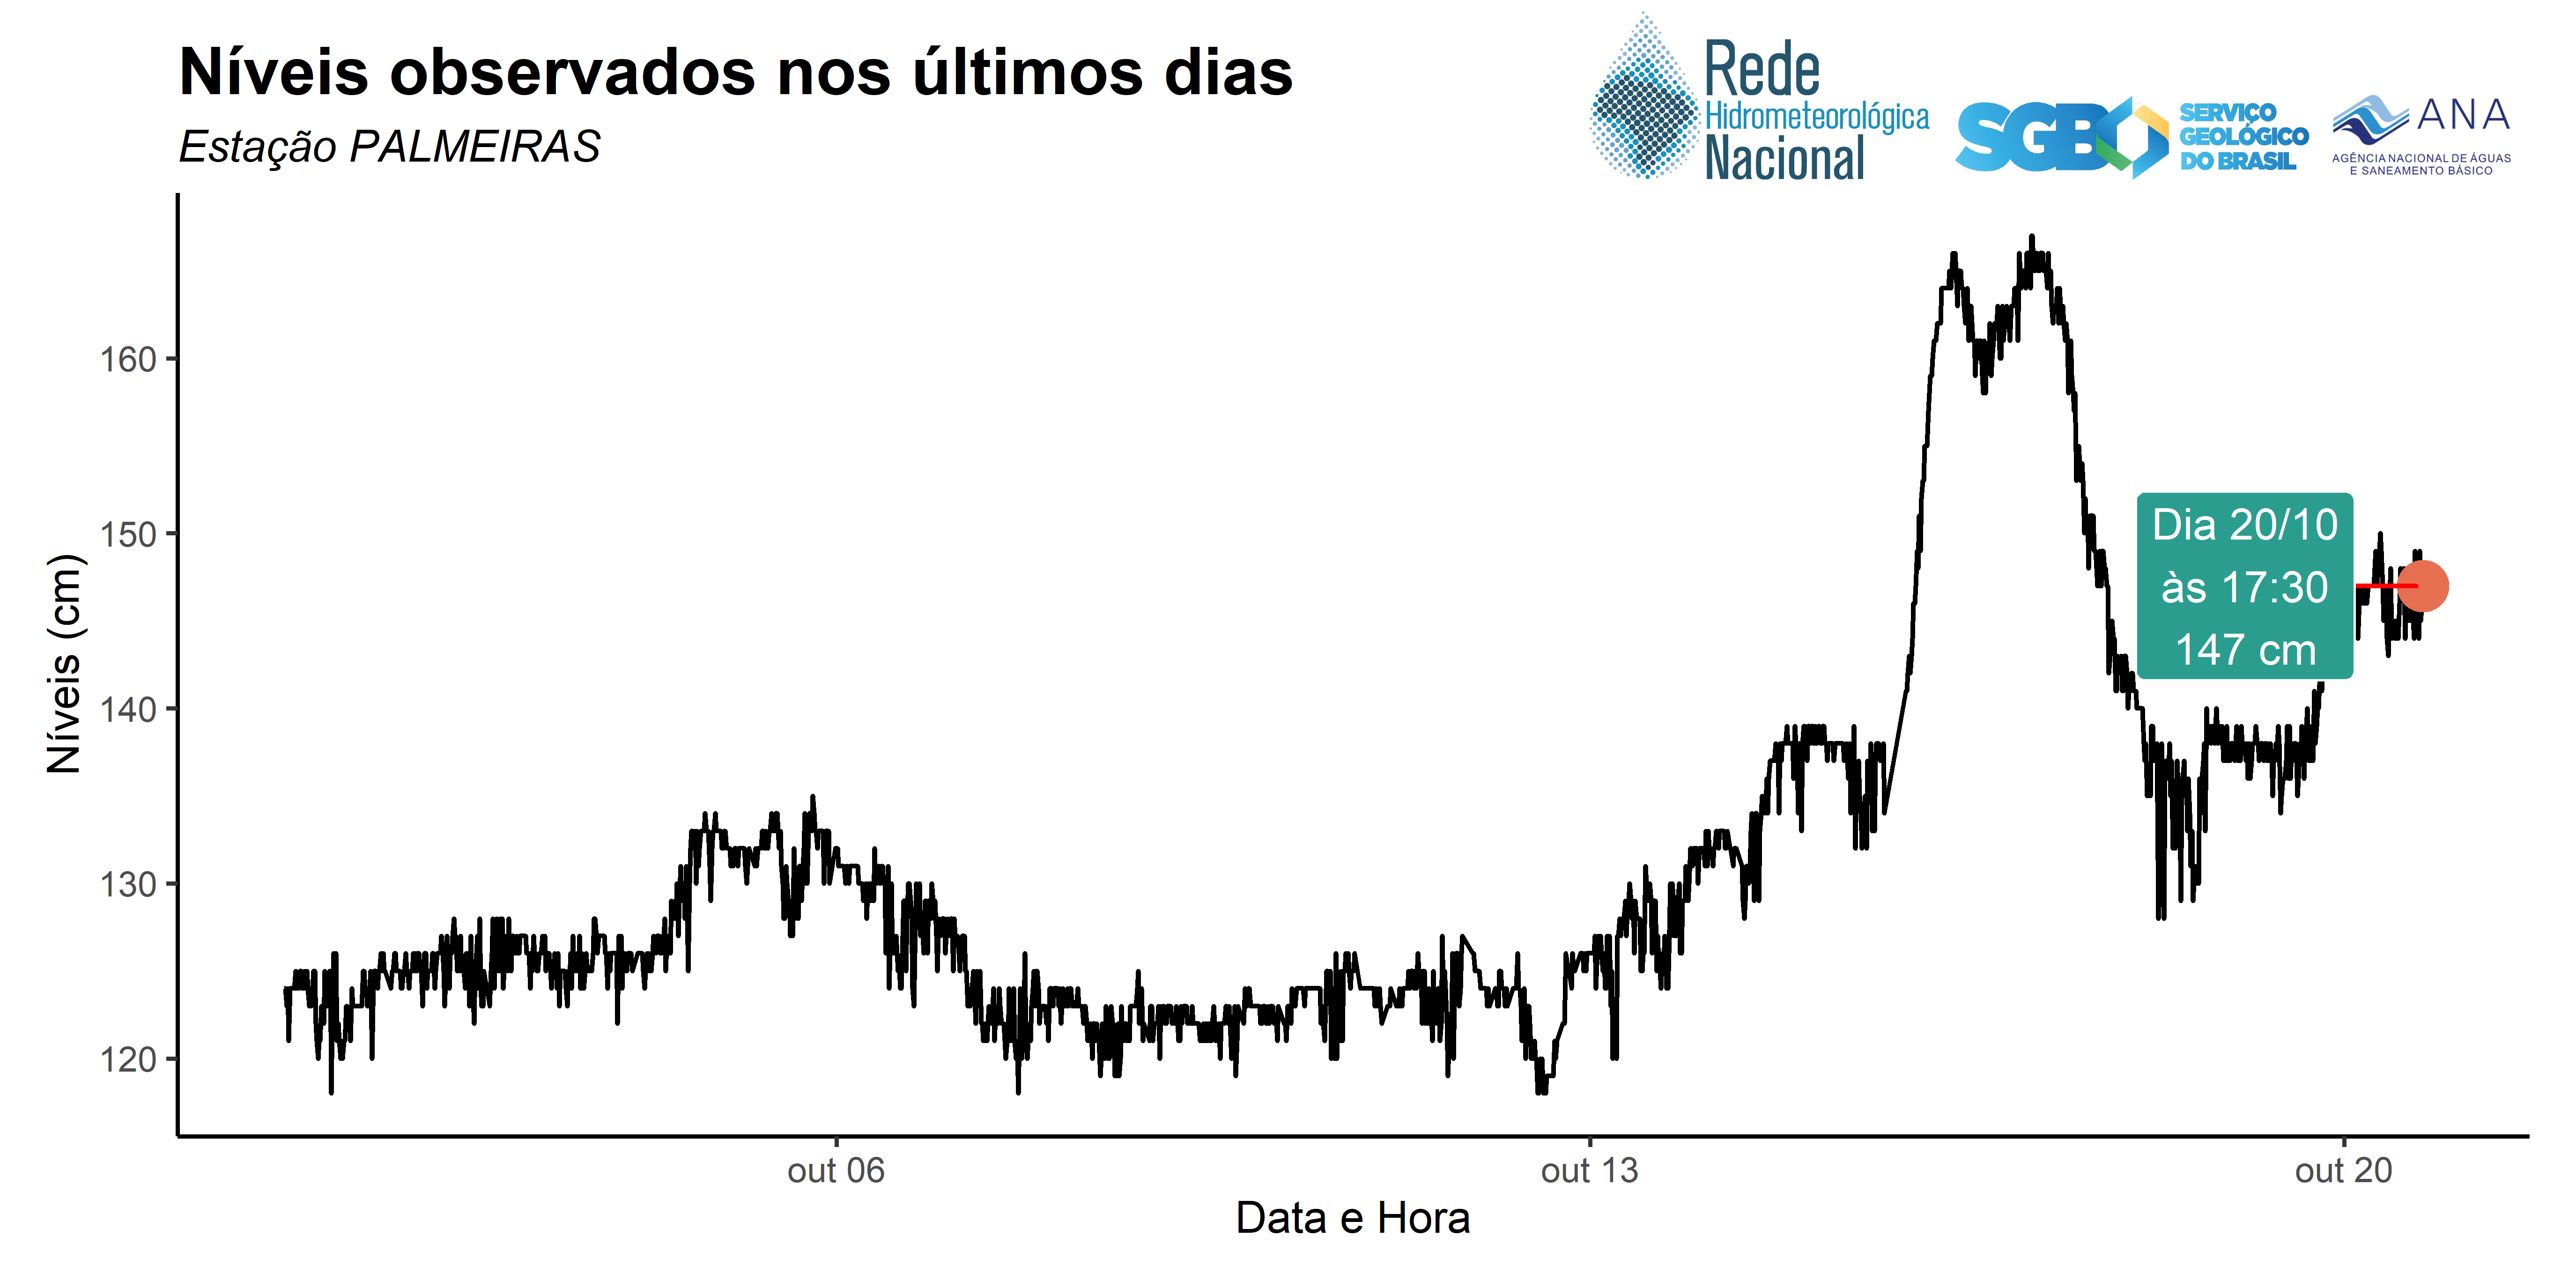 Níveis observados nos últimos dias
Estação PALMEIRAS
Rede
Hidrometeorológica
Nacional
SGB
SERVIÇO
GEOLÓGICO
DO BRASIL
ANA
AGÊNCIA NACIONAL DE ÁGUAS
E SANEAMENTO BÁSICO
Níveis (cm)
160
150
140
130
120
Dia 20/10
às 17:30
147 cm
out 06
out 13
out 20
Data e Hora